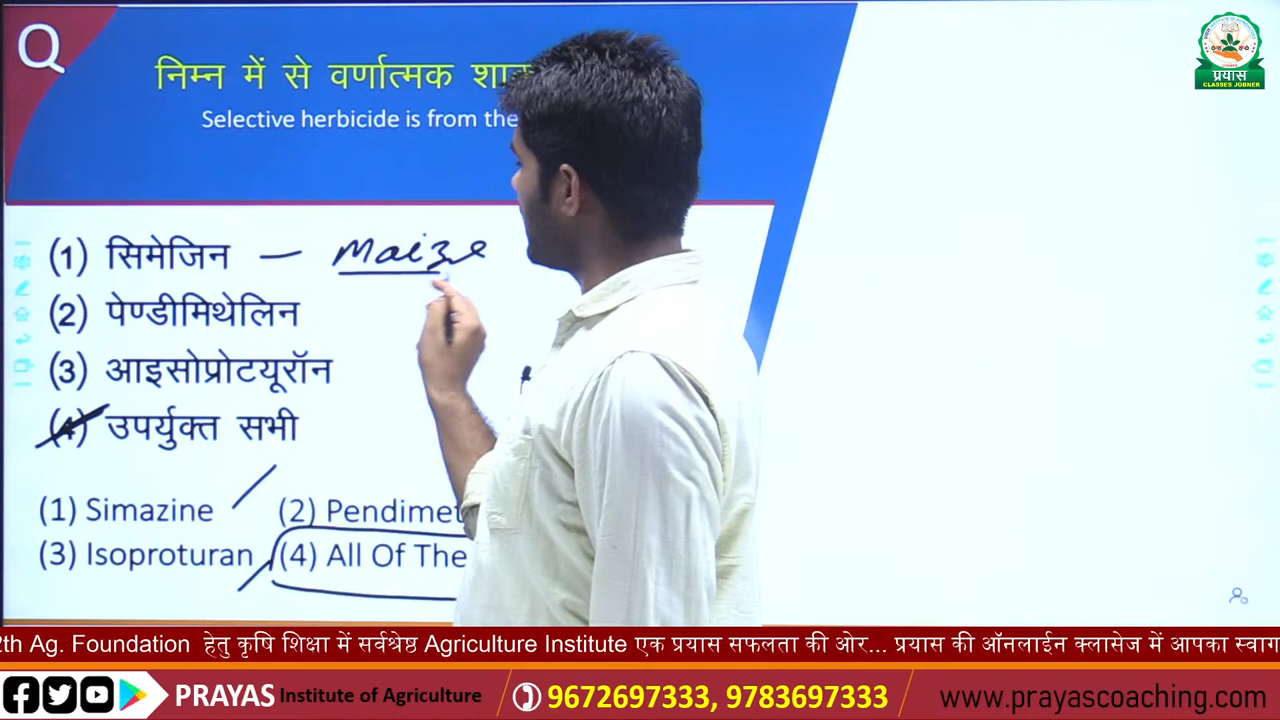 Q
निम्न में से वर्णात्मक
Selective herbicide is from the
प्रयास
CLASSES JOBNER
(1) सिमेजिन — Maize
(2) पेण्डीमिथेलिन
(3) आइसोप्रोटयूरॉन
(4) उपर्युक्त सभी
(1) Simazine (2)
(3) Isoproturan (4) All Of The
2th Ag. Foundation हेतु कृषि शिक्षा में सर्वश्रेष्ठ Agriculture Institute एक प्रयास सफलता की ओर... प्रयास की ऑनलाईन क्लासेज में आपका
PRAYAS Institute of Agriculture 9672697333, 9783697333 www.prayascoaching.com